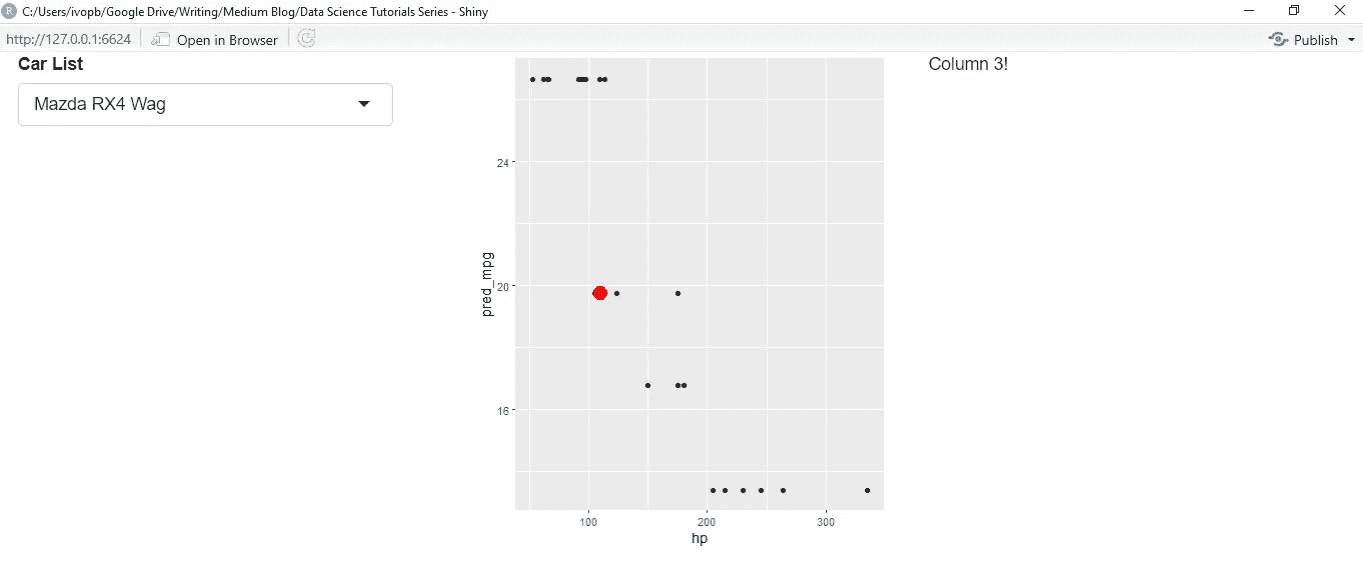 C:/Users/ivopb/Google Drive/Writing/Medium Blog/Data Science Tutorials Series - Shiny
http://127.0.0.1:6624 Open in Browser Publish
Car List
Mazda RX4 Wag
Column 3!
24
20
16
pred_mpg
100 200 300
hp